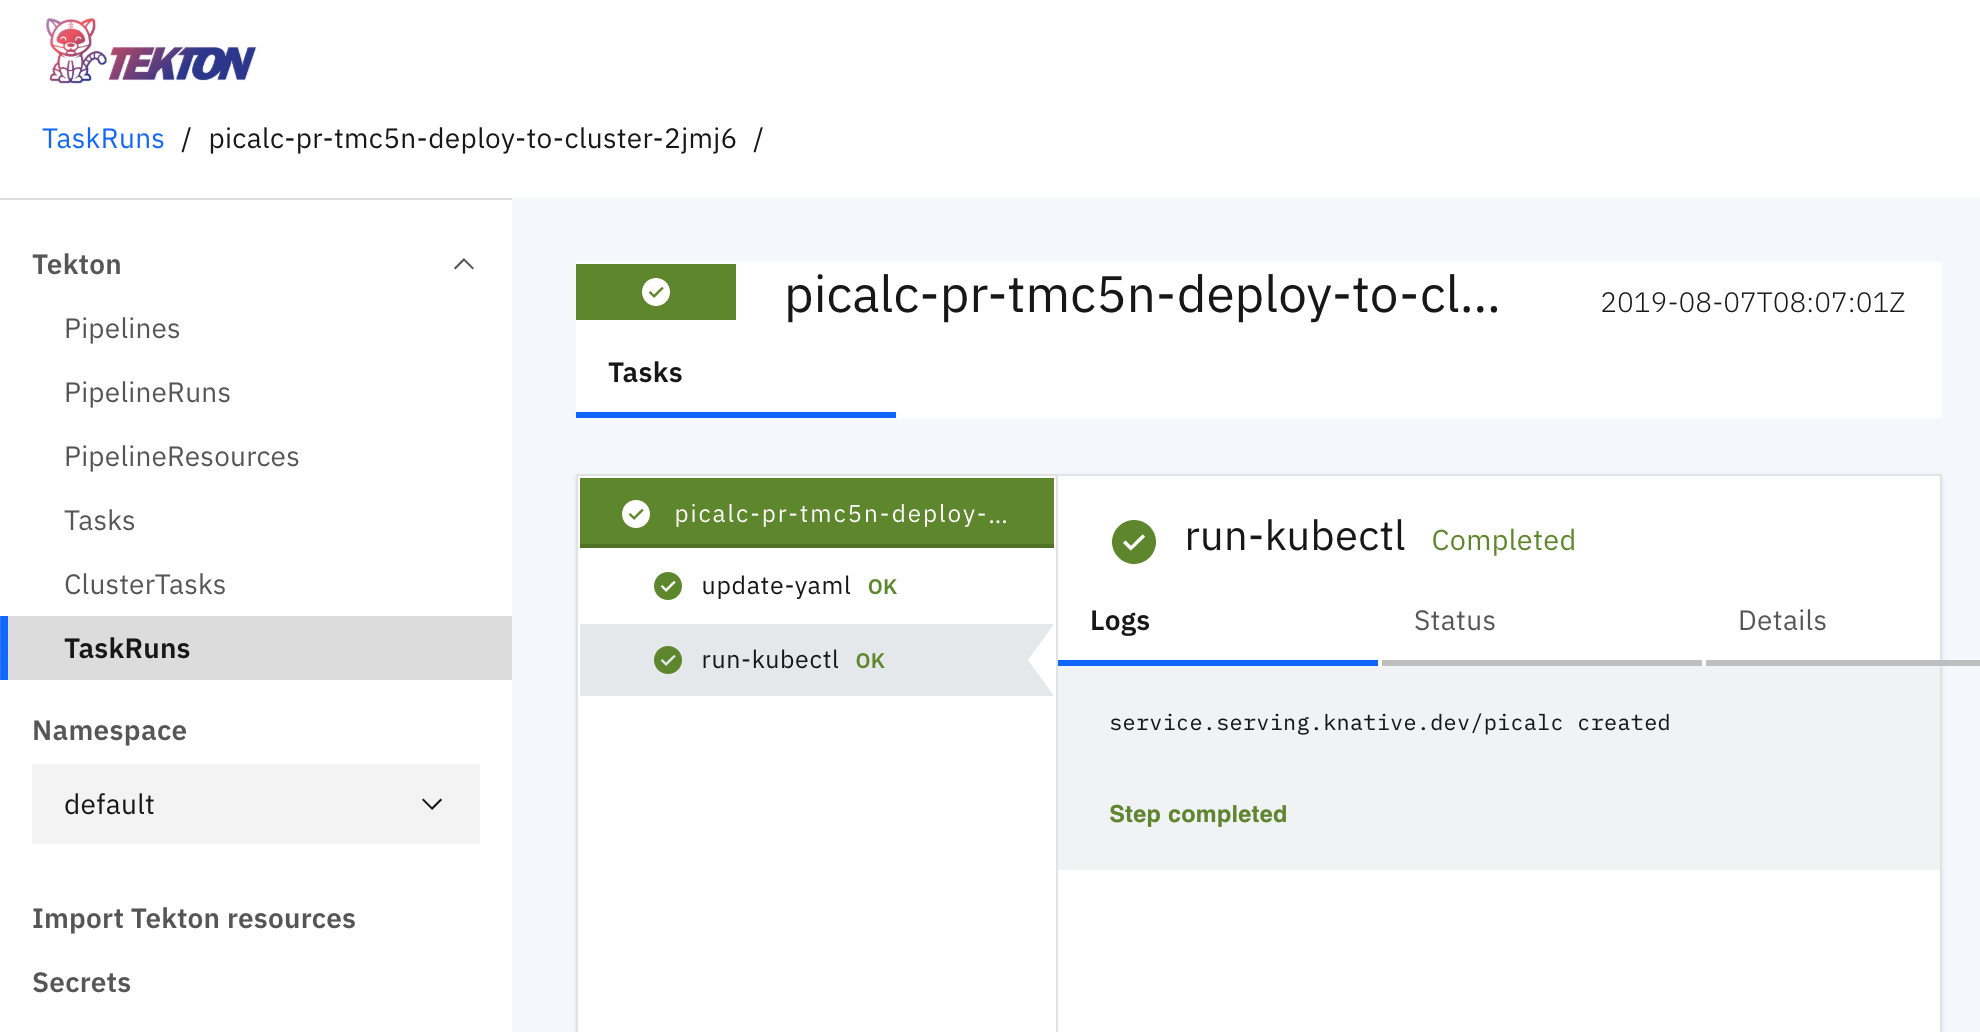 TEKTON
TaskRuns / picalc-pr-tmc5n-deploy-to-cluster-2jmj6 /
Tekton
Pipelines
PipelineRuns
PipelineResources
Tasks
ClusterTasks
TaskRuns
Namespace
default
Import Tekton resources
Secrets
picalc-pr-tmc5n-deploy-to-cl... 2019-08-07T08:07:01Z
Tasks
picalc-pr-tmc5n-deploy-...
update-yaml OK
run-kubectl OK
run-kubectl Completed
Logs Status Details
service.serving.knative.dev/picalc created
Step completed